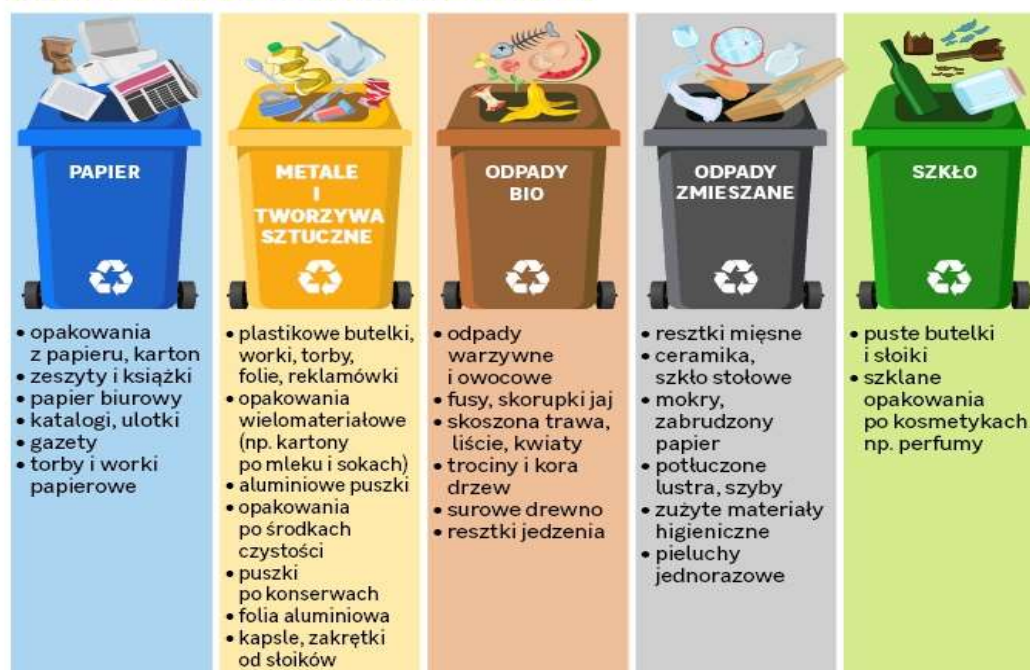 PAPIER
• opakowania
z papieru, karton
• zeszyty i książki
• papier biurowy
• katalogi, ulotki
• gazety
• torby i worki
papierowe
METALE
I
TWORZYWA
SZTUCZNE
• plastikowe butelki,
worki, torby,
folie, reklamówki
• opakowania
wielomateriałowe
(np. kartony
po mleku i sokach)
• aluminiowe puszki
• opakowania
po środkach
czystości
• puszki
po konserwach
• folia aluminiowa
• kapsle, zakrętki
od słoików
ODPADY
BIO
• odpady
warzywne
i owocowe
• fusy, skorupki jaj
• skoszona trawa,
liście, kwiaty
• trociny i kora
drzew
• surowe drewno
• resztki jedzenia
ODPADY
ZMIESZANE
• resztki mięsne
• ceramika,
szkło stołowe
• mokry,
zabrudzony
papier
• potłuczone
lustra, szyby
• zużyte materiały
higieniczne
• pieluchy
jednorazowe
SZKŁO
• puste butelki
i słoiki
• szklane
opakowania
po kosmetykach
np. perfumy